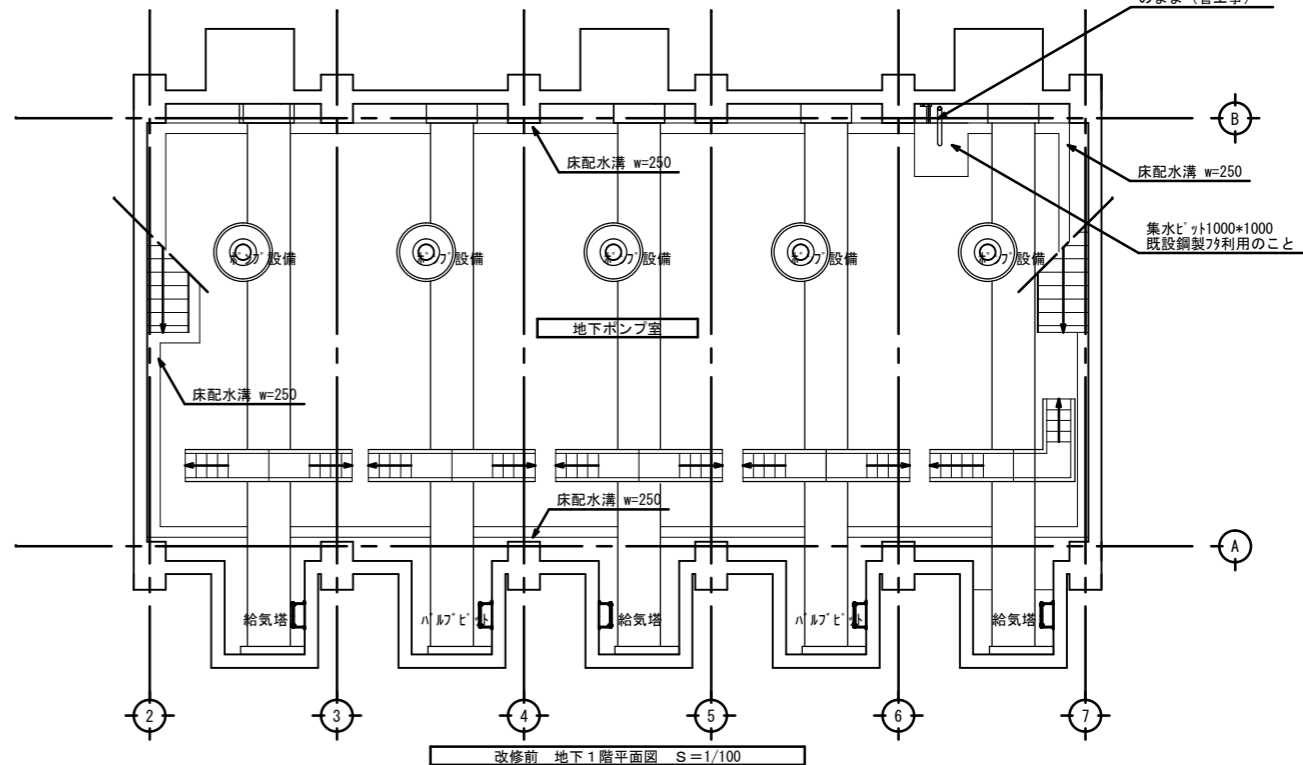 のまま（管工事）
B
床配水溝 w=250
床配水溝 w=250
集水ﾋﾟｯﾄ1000*1000
既設鋼製ﾌﾀ利用のこと
ﾎﾟﾝﾌﾟ設備
ﾎﾟﾝﾌﾟ設備
ﾎﾟﾝﾌﾟ設備
ﾎﾟﾝﾌﾟ設備
ﾎﾟﾝﾌﾟ設備
地下ポンプ室
床配水溝 w=250
床配水溝 w=250
A
給気塔
ﾊﾞﾙﾌﾞﾋﾟｯﾄ
給気塔
ﾊﾞﾙﾌﾞﾋﾟｯﾄ
給気塔
2
3
4
5
6
7
改修前　地下１階平面図　Ｓ＝1/100